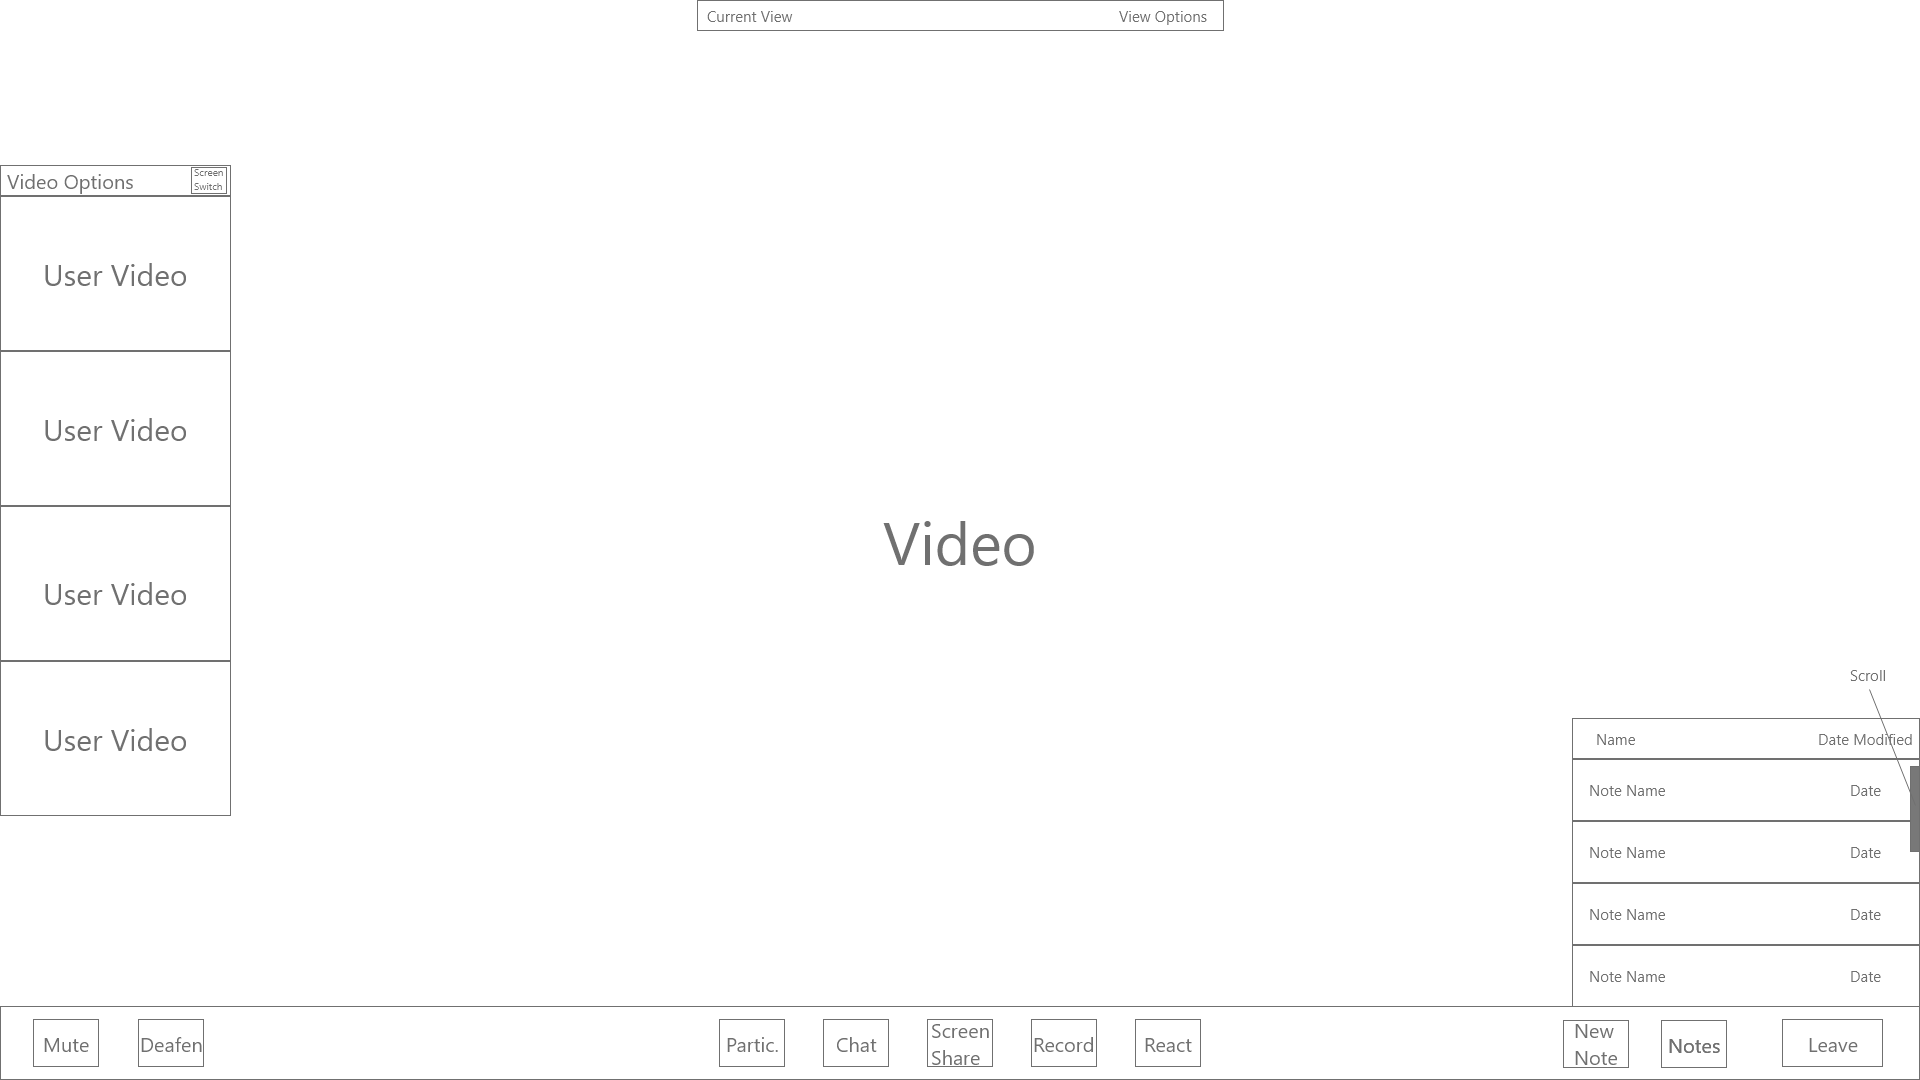 Current View View Options
Video Options
Screen
Switch
User Video
User Video
User Video
User Video
Video
Scroll
Name Date Modified
Note Name Date
Note Name Date
Note Name Date
Note Name Date
Mute
Deafen
Partic.
Chat
Screen
Share
Record
React
New
Note
Notes
Leave